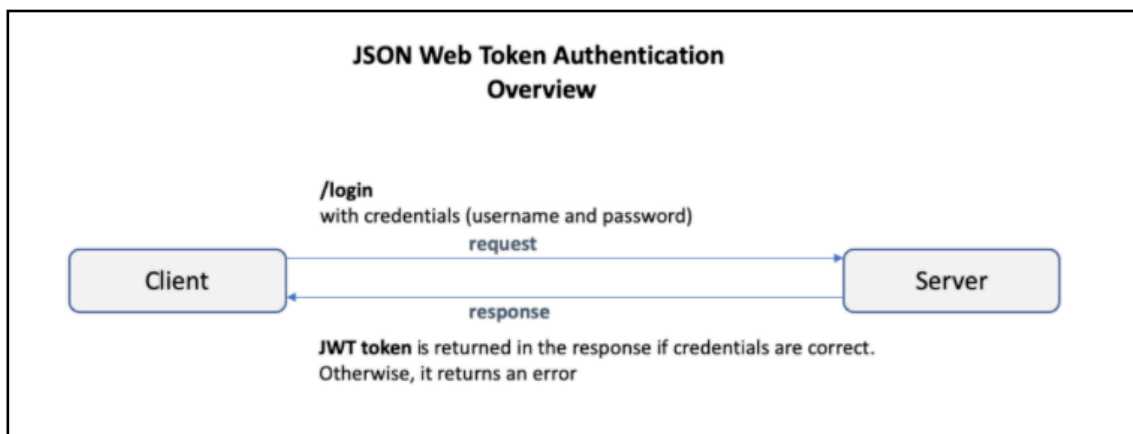 JSON Web Token Authentication
Overview
/login
with credentials (username and password)
request
Client
Server
response
JWT token is returned in the response if credentials are correct.
Otherwise, it returns an error